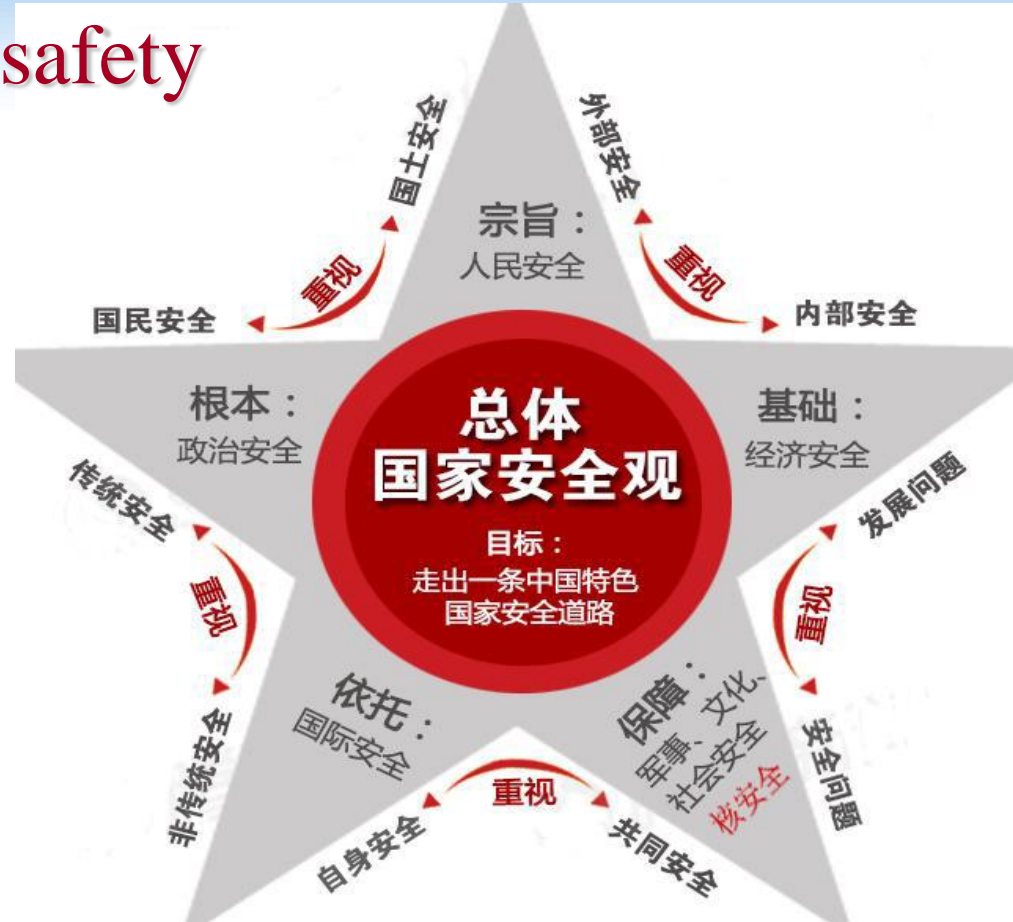 safety
国土安全
重视
国民安全
外部安全
重视
内部安全
宗旨：
人民安全
根本：
政治安全
总体
国家安全观
目标：
走出一条中国特色
国家安全道路
基础：
经济安全
传统安全
重视
非传统安全
发展问题
重视
安全问题
依托：
国际安全
保障：
军事、文化、
社会安全
核安全
自身安全
重视
共同安全